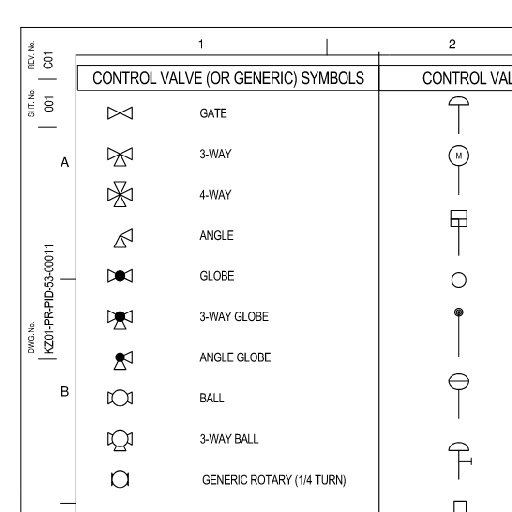 1 2
REV. No. C01
SHT. No. 001
DWG. No. KZ01-PR-PID-53-00011
A
B
CONTROL VALVE (OR GENERIC) SYMBOLS
GATE
3-WAY
4-WAY
ANGLE
GLOBE
3-WAY GLOBE
ANGLE GLOBE
BALL
3-WAY BALL
GENERIC ROTARY (1/4 TURN)
CONTROL VAL
M